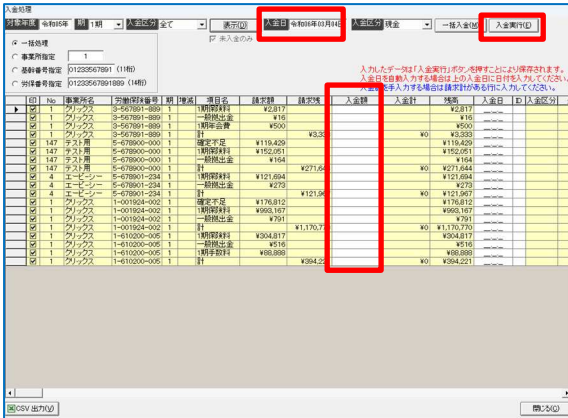 入金処理
対象年度 令和05年 期 1期 入金区分 全て 表示(D) 入金日 令和06年03月04日 入金区分 現金 一括入金(M) 入金実行(E)
未入金のみ
一括処理
事業所指定 1
基幹番号指定 01233567891 (11桁)
労保番号指定 01233567891889 (14桁)
入力したデータは「入金実行」ボタンを押すことにより保存されます。
入金日を自動入力する場合は上の入金日に日付を入力してください。
入金額を手入力する場合は請求計がある行に入力してください。
印 No 事業所名 労働保険番号 期 増減 項目名 請求額 請求残 入金額 入金計 残高 入金日 ID 入金区分
1 クリックス 3-567891-889 1 1期保険料 ¥2,817 ¥2,817
1 クリックス 3-567891-889 1 一般拠出金 ¥16 ¥16
1 クリックス 3-567891-889 1 1期年会費 ¥500 ¥500
1 クリックス 3-567891-889 1 計 ¥3,333 ¥0 ¥3,333
147 テスト用 5-678900-000 1 確定不足 ¥119,429 ¥119,429
147 テスト用 5-678900-000 1 1期保険料 ¥152,051 ¥152,051
147 テスト用 5-678900-000 1 一般拠出金 ¥164 ¥164
147 テスト用 5-678900-000 1 計 ¥271,644 ¥0 ¥271,644
4 エービーシー 5-678901-234 1 1期保険料 ¥121,694 ¥121,694
4 エービーシー 5-678901-234 1 一般拠出金 ¥273 ¥273
4 エービーシー 5-678901-234 1 計 ¥121,967 ¥0 ¥121,967
1 クリックス 1-001924-002 1 確定不足 ¥176,812 ¥176,812
1 クリックス 1-001924-002 1 1期保険料 ¥993,167 ¥993,167
1 クリックス 1-001924-002 1 一般拠出金 ¥791 ¥791
1 クリックス 1-001924-002 1 計 ¥1,170,770 ¥0 ¥1,170,770
1 クリックス 1-610200-005 1 1期保険料 ¥304,817 ¥304,817
1 クリックス 1-610200-005 1 一般拠出金 ¥516 ¥516
1 クリックス 1-610200-005 1 1期手数料 ¥88,888 ¥88,888
1 クリックス 1-610200-005 1 計 ¥394,221 ¥0 ¥394,221
CSV 出力(V) 閉じる(O)